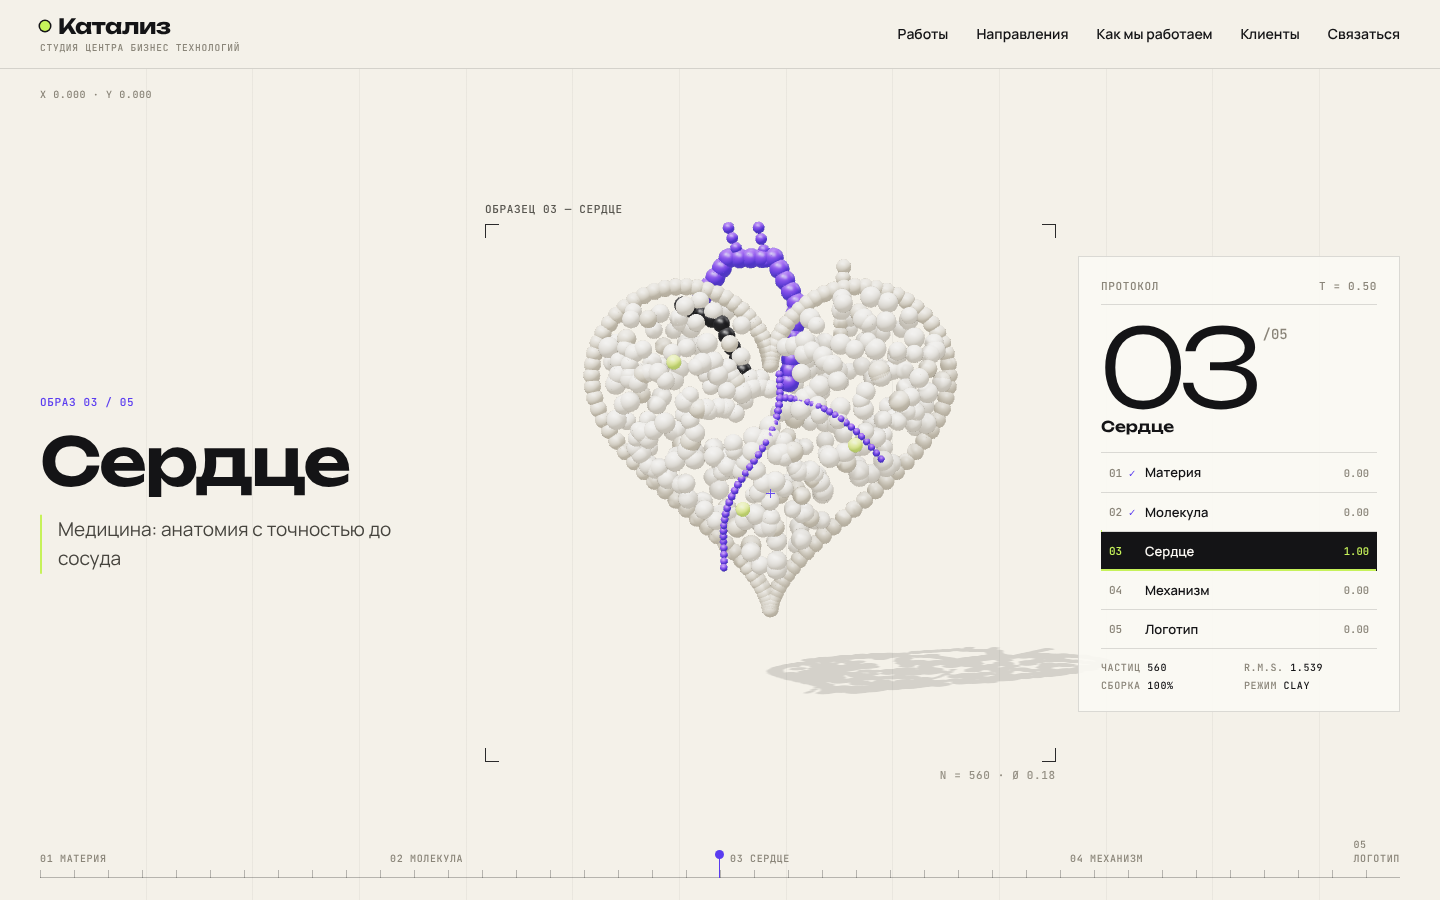 Катализ
СТУДИЯ ЦЕНТРА БИЗНЕС ТЕХНОЛОГИЙ
Работы Направления Как мы работаем Клиенты Связаться
X 0.000 · Y 0.000
ОБРАЗЕЦ 03 — СЕРДЦЕ
ОБРАЗ 03 / 05
Сердце
Медицина: анатомия с точностью до
сосуда
ПРОТОКОЛ T = 0.50
03 /05
Сердце
01 ✓ Материя 0.00
02 ✓ Молекула 0.00
03 Сердце 1.00
04 Механизм 0.00
05 Логотип 0.00
ЧАСТИЦ 560 R.M.S. 1.539
СБОРКА 100% РЕЖИМ CLAY
N = 560 · Ø 0.18
01 МАТЕРИЯ 02 МОЛЕКУЛА 03 СЕРДЦЕ 04 МЕХАНИЗМ 05
ЛОГОТИП